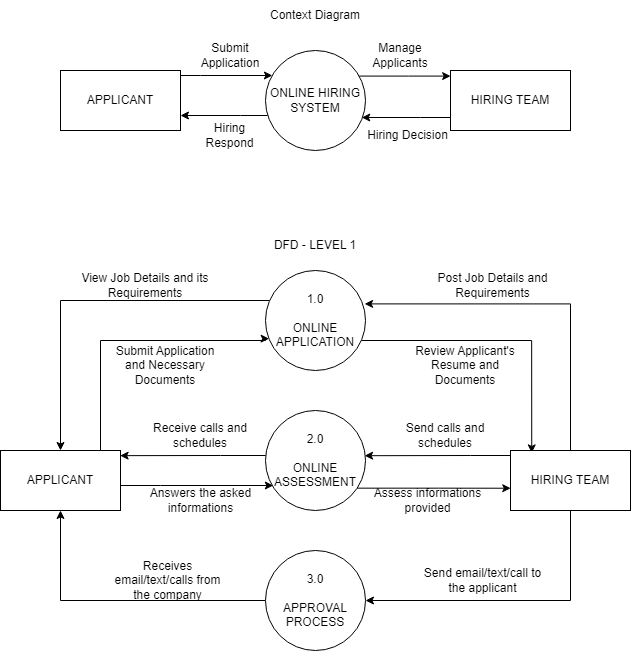 Context Diagram
Submit
Application
Manage
Applicants
APPLICANT
ONLINE HIRING
SYSTEM
HIRING TEAM
Hiring
Respond
Hiring Decision
DFD - LEVEL 1
View Job Details and its
Requirements
1.0
ONLINE
APPLICATION
Post Job Details and
Requirements
Submit Application
and Necessary
Documents
Review Applicant's
Resume and
Documents
Receive calls and
schedules
2.0
ONLINE
ASSESSMENT
Send calls and
schedules
APPLICANT
HIRING TEAM
Answers the asked
informations
Assess informations
provided
Receives
email/text/calls from
the company
3.0
APPROVAL
PROCESS
Send email/text/call to
the applicant